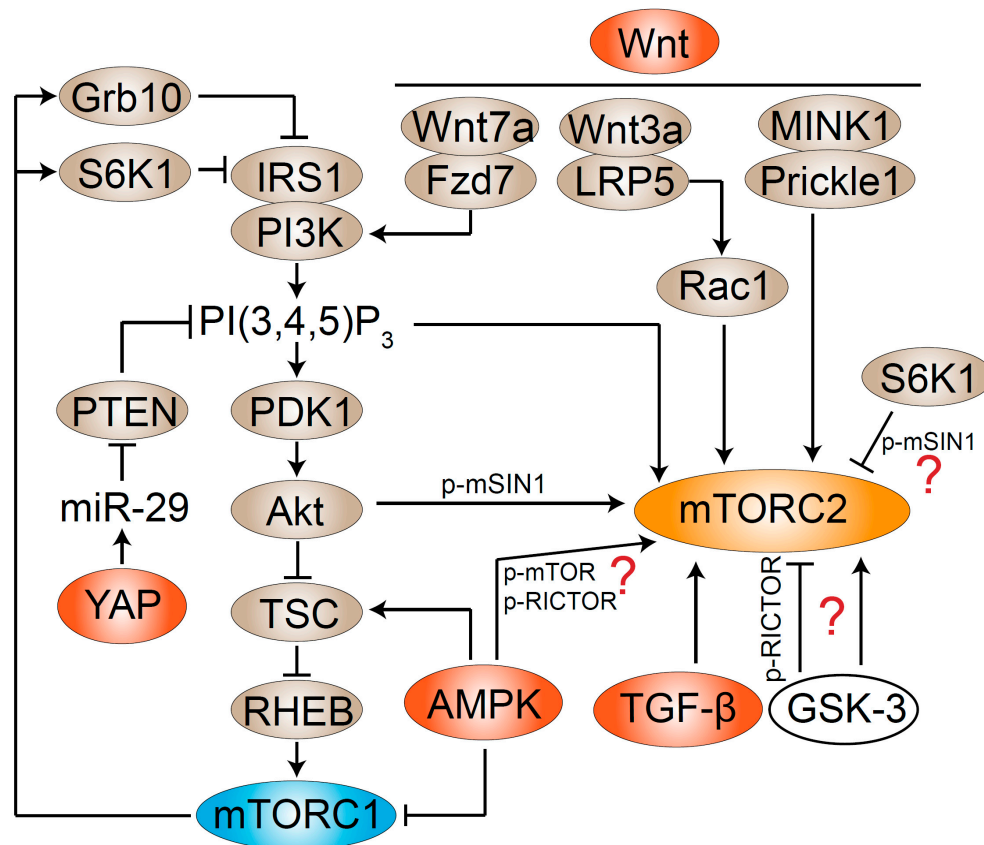 Wnt
Grb10
Wnt7a
Wnt3a
MINK1
S6K1
IRS1
Fzd7
LRP5
Prickle1
PI3K
Rac1
PI(3,4,5)P3
S6K1
PTEN
PDK1
p-mSIN1
?
miR-29
Akt
p-mSIN1
mTORC2
YAP
TSC
p-mTOR
p-RICTOR
?
p-RICTOR
?
RHEB
AMPK
TGF-β
GSK-3
mTORC1